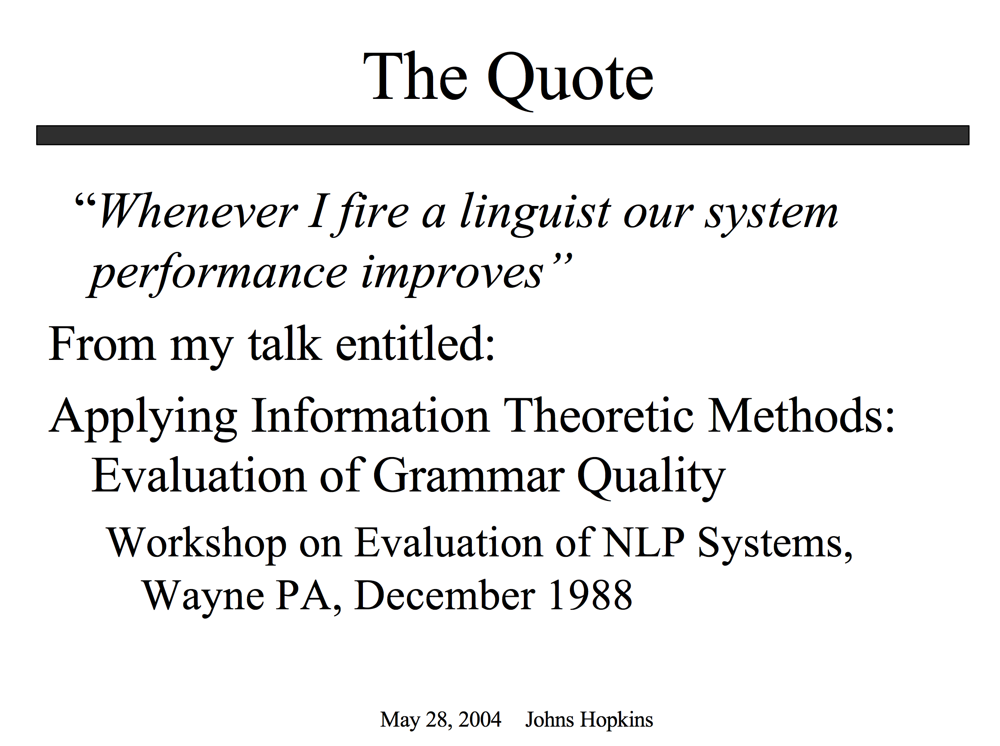 The Quote
“Whenever I fire a linguist our system
performance improves”
From my talk entitled:
Applying Information Theoretic Methods:
Evaluation of Grammar Quality
Workshop on Evaluation of NLP Systems,
Wayne PA, December 1988
May 28, 2004 Johns Hopkins